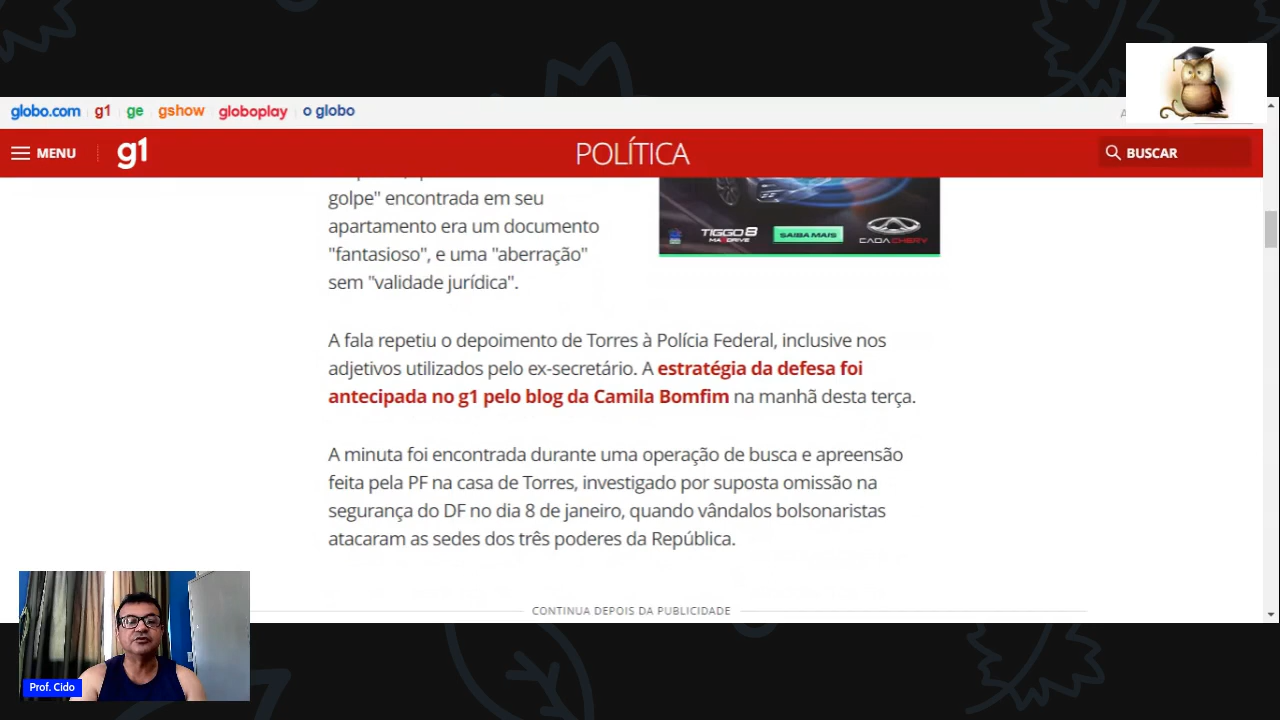 globo.com g1 ge gshow globoplay o globo
MENU g1 POLÍTICA BUSCAR
golpe" encontrada em seu
apartamento era um documento
"fantasioso", e uma "aberração"
sem "validade jurídica".
TIGGO 8
MAXDRIVE
SAIBA MAIS
CAOA CHERY
A fala repetiu o depoimento de Torres à Polícia Federal, inclusive nos
adjetivos utilizados pelo ex-secretário. A estratégia da defesa foi
antecipada no g1 pelo blog da Camila Bomfim na manhã desta terça.
A minuta foi encontrada durante uma operação de busca e apreensão
feita pela PF na casa de Torres, investigado por suposta omissão na
segurança do DF no dia 8 de janeiro, quando vândalos bolsonaristas
atacaram as sedes dos três poderes da República.
CONTINUA DEPOIS DA PUBLICIDADE
Prof. Cido